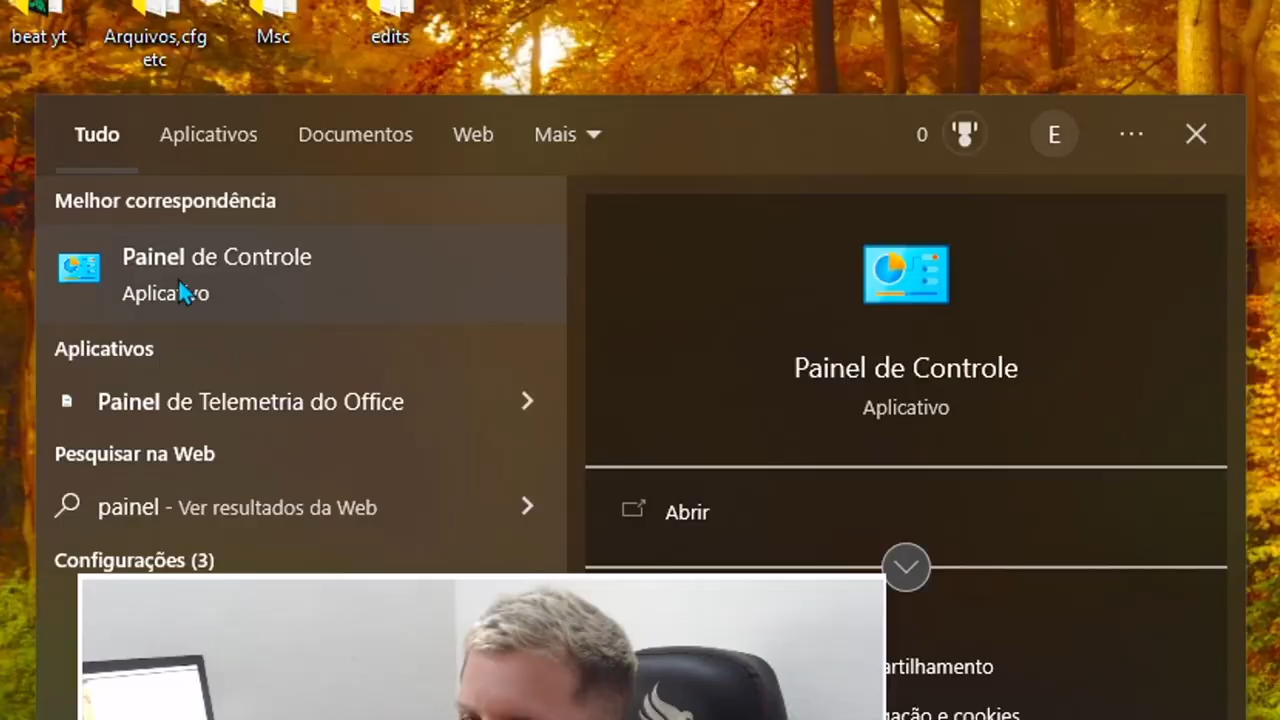 beat yt
Arquivos,cfg
etc
Msc
edits
Tudo
Aplicativos
Documentos
Web
Mais
0
E
Melhor correspondência
Painel de Controle
Aplicativo
Aplicativos
Painel de Telemetria do Office
Pesquisar na Web
painel - Ver resultados da Web
Configurações (3)
Painel de Controle
Aplicativo
Abrir
artilhamento
gação e cookies